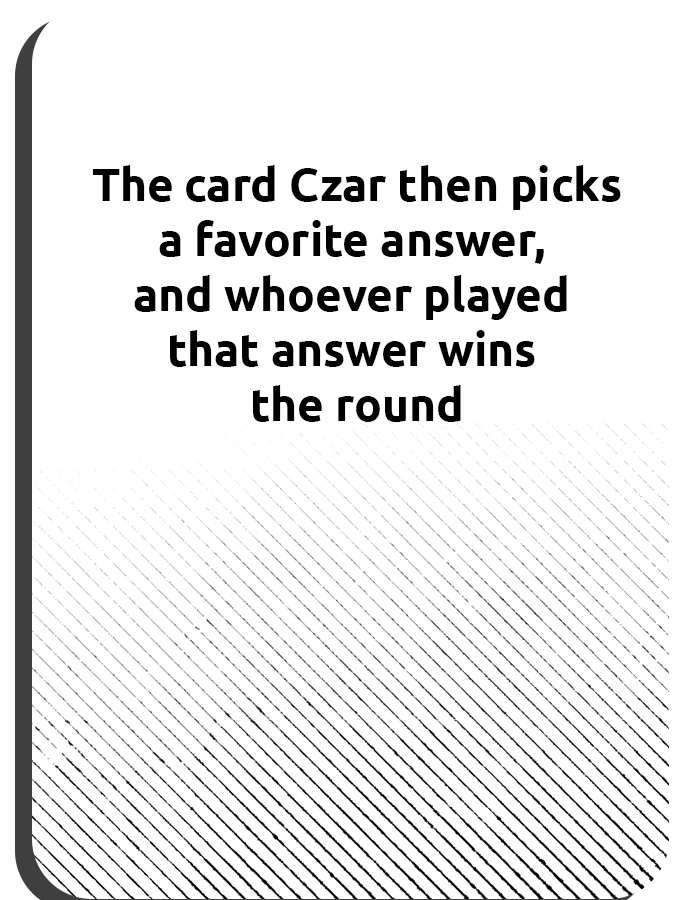 The card Czar then picks
a favorite answer,
and whoever played
that answer wins
the round